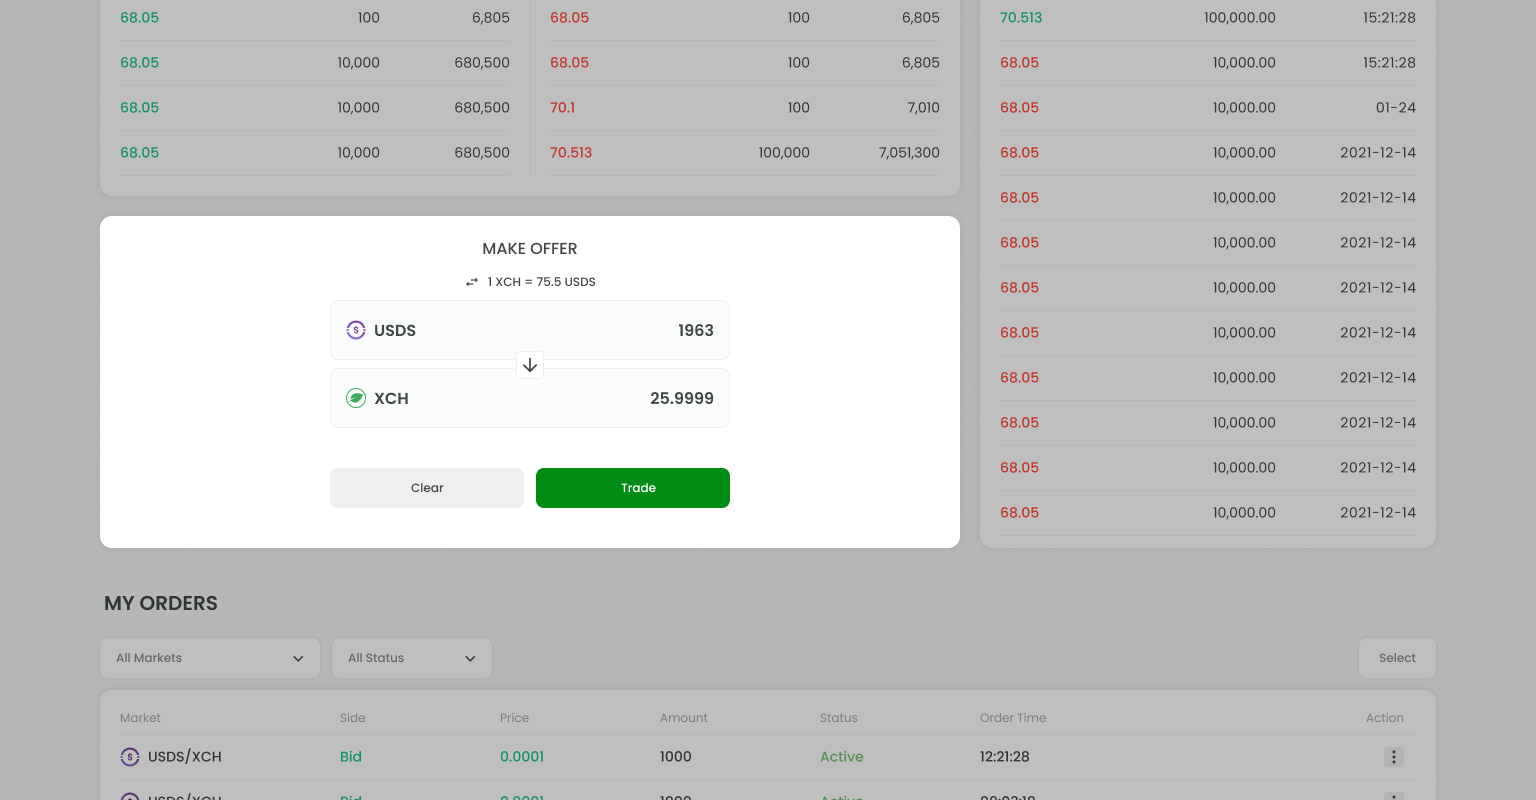 68.05 100 6,805 68.05 100 6,805 70.513 100,000.00 15:21:28
68.05 10,000 680,500 68.05 100 6,805 68.05 10,000.00 15:21:28
68.05 10,000 680,500 70.1 100 7,010 68.05 10,000.00 01-24
68.05 10,000 680,500 70.513 100,000 7,051,300 68.05 10,000.00 2021-12-14
68.05 10,000.00 2021-12-14
68.05 10,000.00 2021-12-14
68.05 10,000.00 2021-12-14
68.05 10,000.00 2021-12-14
68.05 10,000.00 2021-12-14
68.05 10,000.00 2021-12-14
68.05 10,000.00 2021-12-14
68.05 10,000.00 2021-12-14
MAKE OFFER
1 XCH = 75.5 USDS
USDS 1963
XCH 25.9999
Clear Trade
MY ORDERS
All Markets All Status Select
Market Side Price Amount Status Order Time Action
USDS/XCH Bid 0.0001 1000 Active 12:21:28
USDS/XCH Bid 0.0001 1000 Active